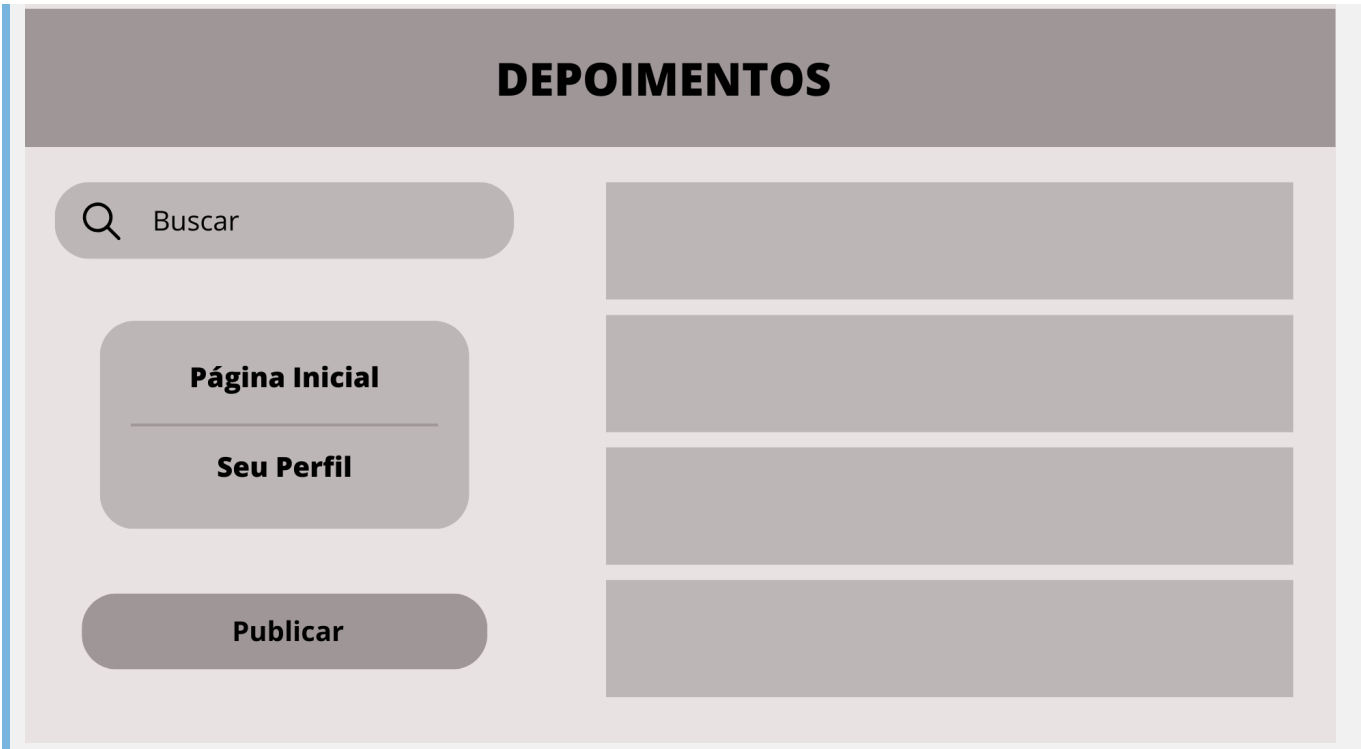 DEPOIMENTOS
Buscar
Página Inicial
Seu Perfil
Publicar